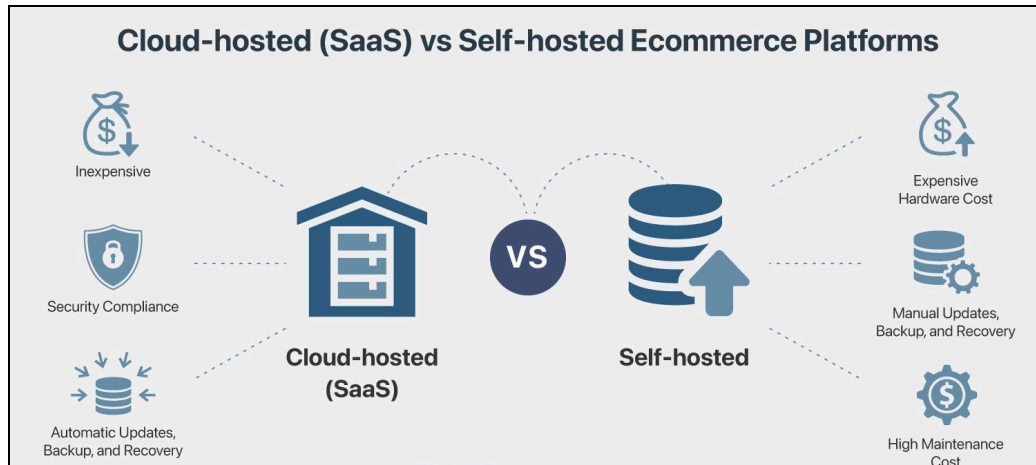 Cloud-hosted (SaaS) vs Self-hosted Ecommerce Platforms
$
Inexpensive
Security Compliance
Automatic Updates,
Backup, and Recovery
Cloud-hosted
(SaaS)
VS
Self-hosted
$
Expensive
Hardware Cost
Manual Updates,
Backup, and Recovery
$
High Maintenance
Cost